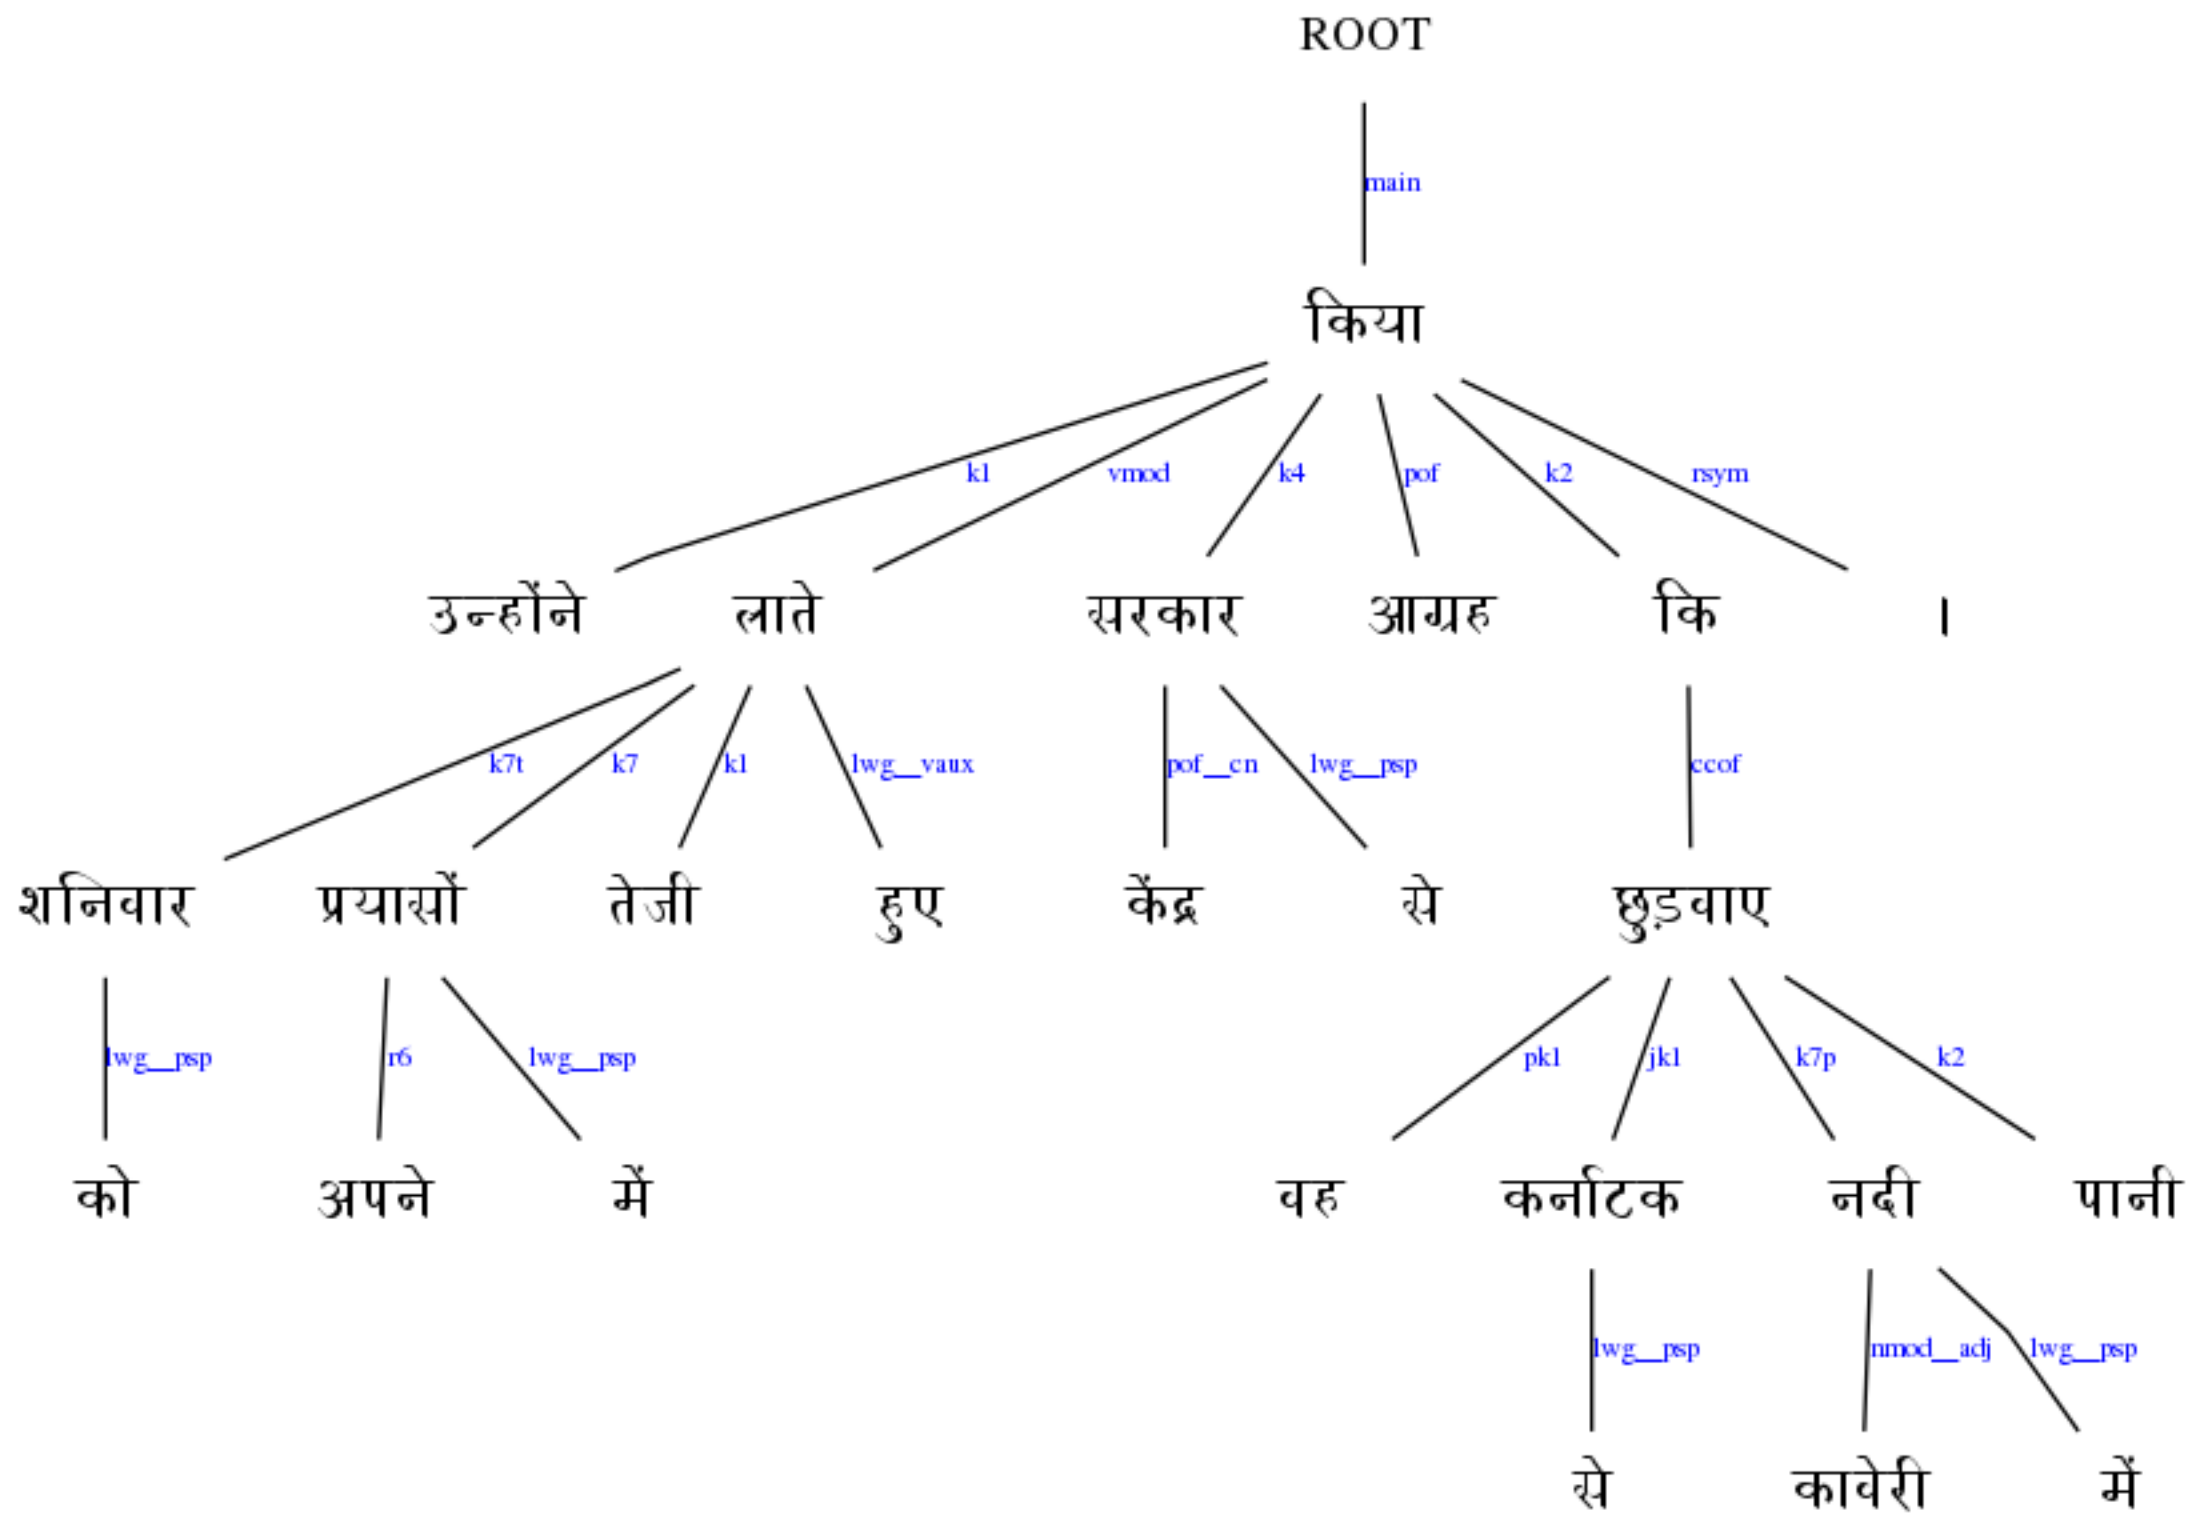 ROOT
main
किया
k1 vmod k4 pof k2 rsym
उन्होंने लाते सरकार आग्रह कि ।
k7t k7 k1 lwg__vaux pof__cn lwg__psp ccof
शनिवार प्रयासों तेजी हुए केंद्र से छुड़वाए
lwg__psp r6 lwg__psp pk1 jk1 k7p k2
को अपने में वह कर्नाटक नदी पानी
lwg__psp nmod__adj lwg__psp
से कावेरी में